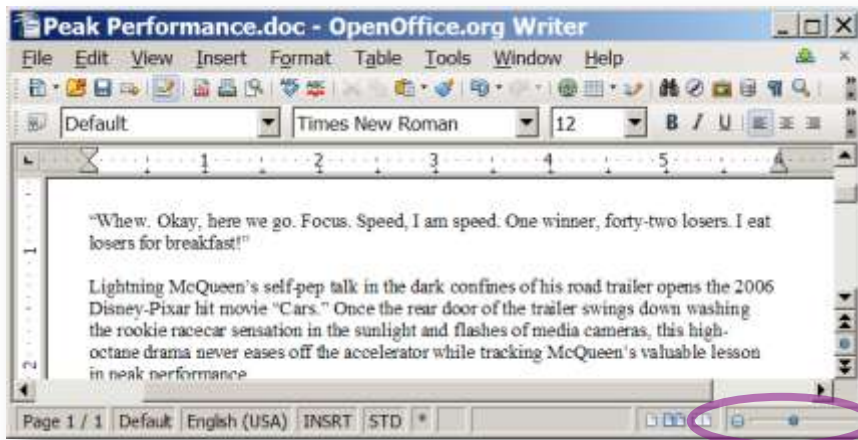 Peak Performance.doc - OpenOffice.org Writer
File Edit View Insert Format Table Tools Window Help
Default Times New Roman 12 B I U
1 2 3 4 5 6
1
2
“Whew. Okay, here we go. Focus. Speed, I am speed. One winner, forty-two losers. I eat
losers for breakfast!”
Lightning McQueen’s self-pep talk in the dark confines of his road trailer opens the 2006
Disney-Pixar hit movie “Cars.” Once the rear door of the trailer swings down washing
the rookie racecar sensation in the sunlight and flashes of media cameras, this high-
octane drama never eases off the accelerator while tracking McQueen’s valuable lesson
in peak performance
Page 1 / 1 Default English (USA) INSRT STD *